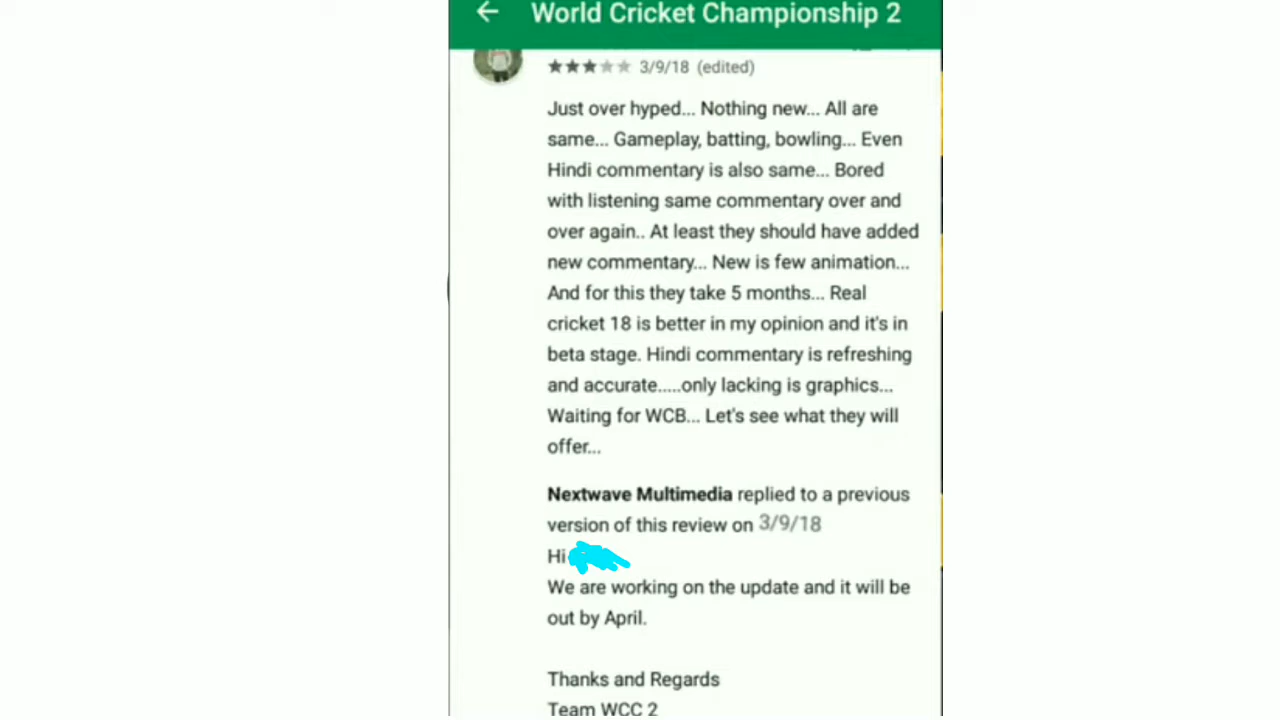 World Cricket Championship 2
3/9/18 (edited)
Just over hyped... Nothing new... All are
same... Gameplay, batting, bowling... Even
Hindi commentary is also same... Bored
with listening same commentary over and
over again.. At least they should have added
new commentary... New is few animation...
And for this they take 5 months... Real
cricket 18 is better in my opinion and it's in
beta stage. Hindi commentary is refreshing
and accurate.....only lacking is graphics...
Waiting for WCB... Let's see what they will
offer...
Nextwave Multimedia replied to a previous
version of this review on 3/9/18
Hi
We are working on the update and it will be
out by April.
Thanks and Regards
Team WCC 2